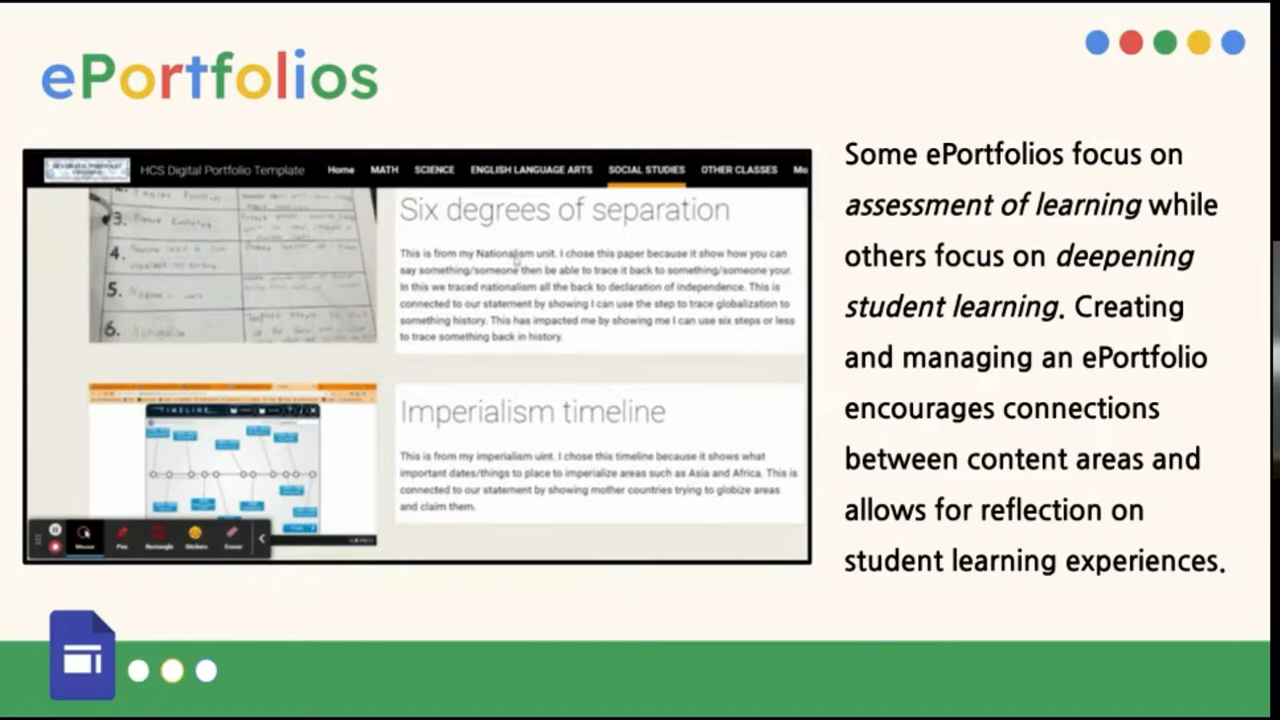 ePortfolios
HCS Digital Portfolio Template
Home MATH SCIENCE ENGLISH LANGUAGE ARTS SOCIAL STUDIES OTHER CLASSES Mo
3.
4.
5.
6.
Six degrees of separation
This is from my Nationalism unit. I chose this paper because it show how you can
say something/someone then be able to trace it back to something/someone your.
In this we traced nationalism all the back to declaration of independence. This is
connected to our statement by showing I can use the step to trace globalization to
something history. This has impacted me by showing me I can use six steps or less
to trace something back in history.
TIMELINE
Imperialism timeline
This is from my imperialism uint. I chose this timeline because it shows what
important dates/things to place to imperialize areas such as Asia and Africa. This is
connected to our statement by showing mother countries trying to globize areas
and claim them.
Mouse Pen Rectangle Stickers Eraser
Some ePortfolios focus on
assessment of learning while
others focus on deepening
student learning. Creating
and managing an ePortfolio
encourages connections
between content areas and
allows for reflection on
student learning experiences.